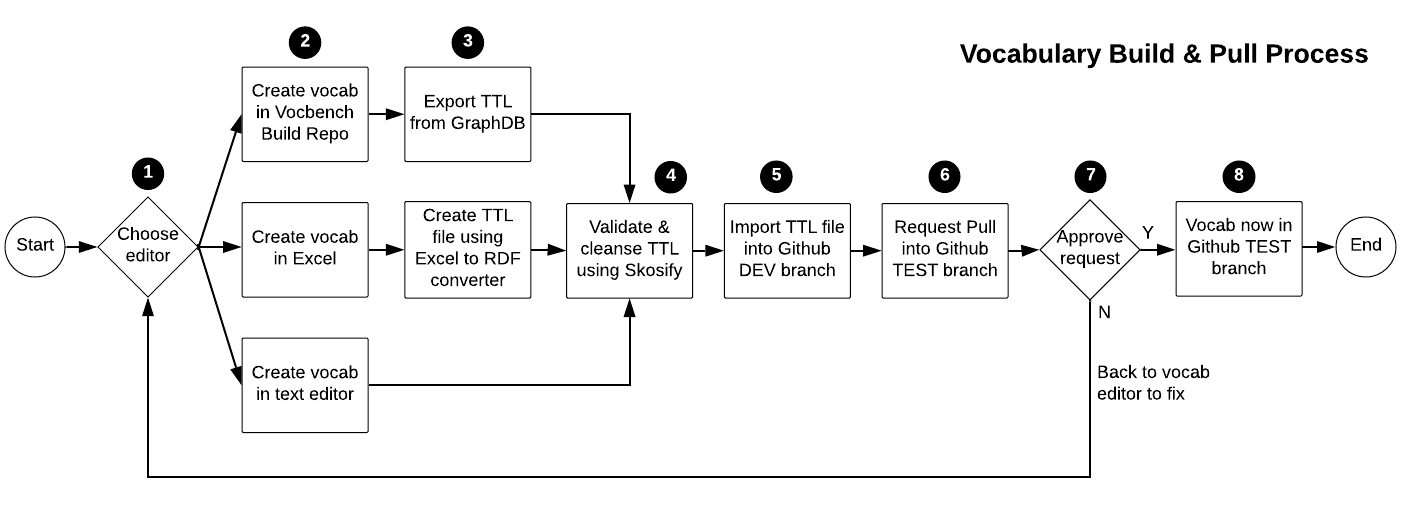 Vocabulary Build & Pull Process
Start
1
Choose
editor
2
Create vocab
in Vocbench
Build Repo
3
Export TTL
from GraphDB
Create vocab
in Excel
Create TTL
file using
Excel to RDF
converter
Create vocab
in text editor
4
Validate &
cleanse TTL
using Skosify
5
Import TTL file
into Github
DEV branch
6
Request Pull
into Github
TEST branch
7
Approve
request
Y
N
Back to vocab
editor to fix
8
Vocab now in
Github TEST
branch
End